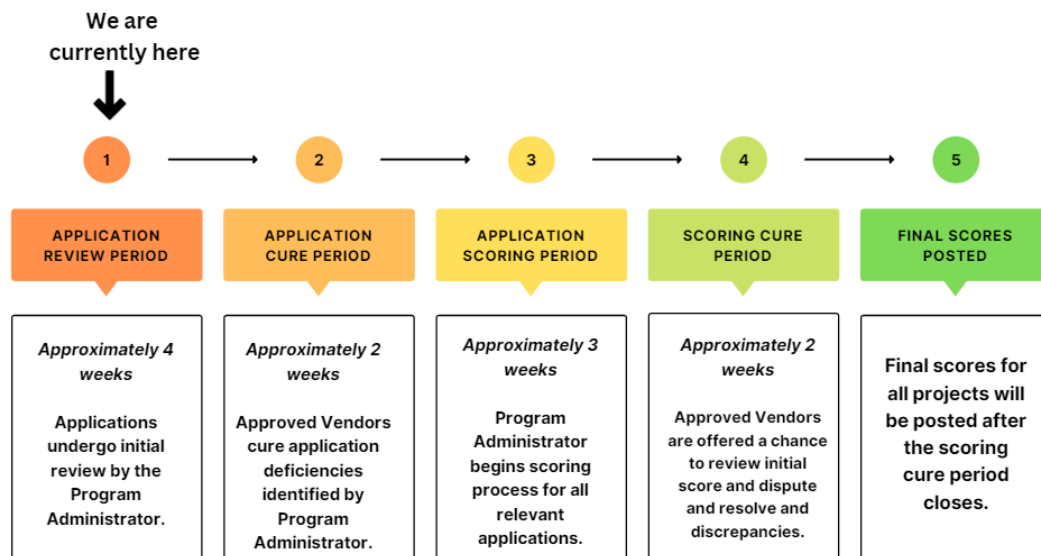 We are
currently here
1
2
3
4
5
APPLICATION
REVIEW PERIOD
APPLICATION
CURE PERIOD
APPLICATION
SCORING PERIOD
SCORING CURE
PERIOD
FINAL SCORES
POSTED
Approximately 4
weeks
Applications
undergo initial
review by the
Program
Administrator.
Approximately 2
weeks
Approved Vendors
cure application
deficiencies
identified by
Program
Administrator.
Approximately 3
weeks
Program
Administrator
begins scoring
process for all
relevant
applications.
Approximately 2
weeks
Approved Vendors
are offered a chance
to review initial
score and dispute
and resolve and
discrepancies.
Final scores for
all projects will
be posted after
the scoring
cure period
closes.